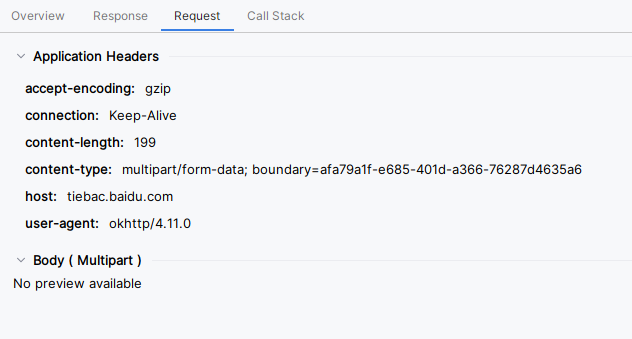 Overview Response Request Call Stack
Application Headers
accept-encoding: gzip
connection: Keep-Alive
content-length: 199
content-type: multipart/form-data; boundary=afa79a1f-e685-401d-a366-76287d4635a6
host: tiebac.baidu.com
user-agent: okhttp/4.11.0
Body ( Multipart )
No preview available